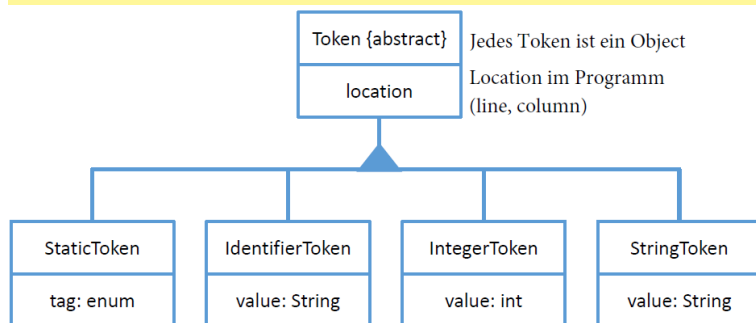 Token {abstract}
Jedes Token ist ein Object
location
Location im Programm
(line, column)
StaticToken
IdentifierToken
IntegerToken
StringToken
tag: enum
value: String
value: int
value: String